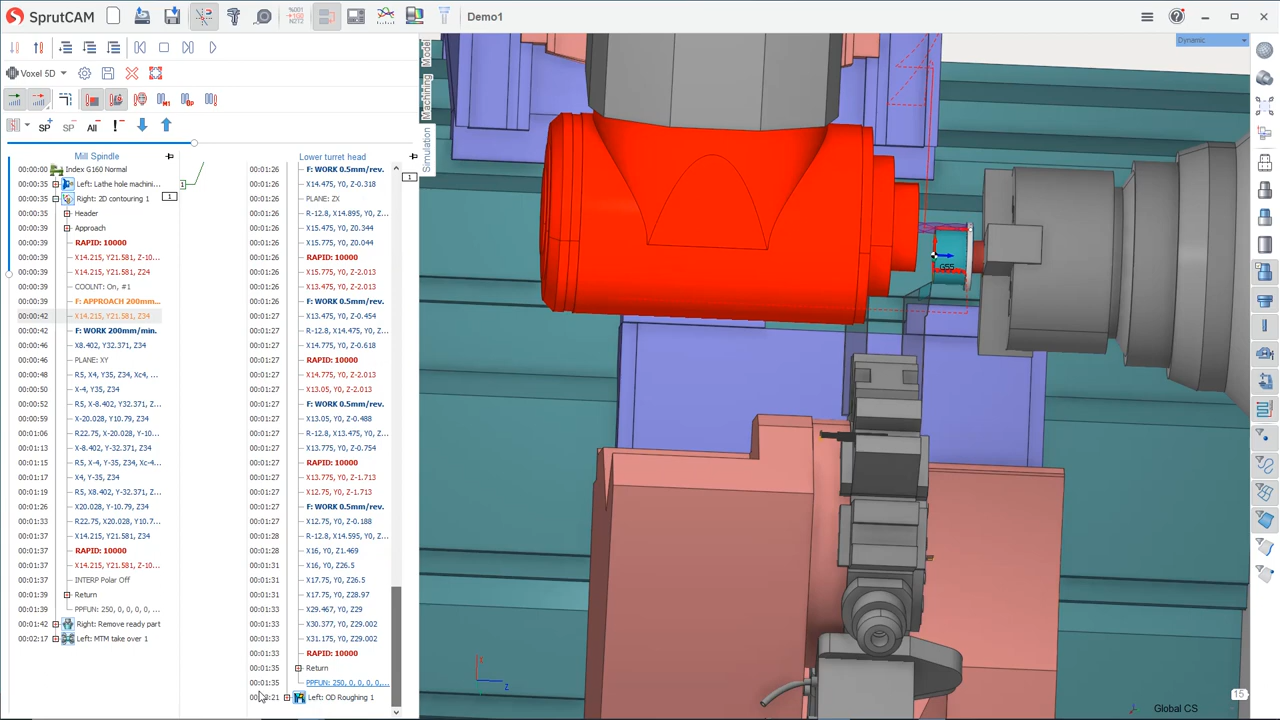 SprutCAM
Demo1
Voxel 5D
SP
SP
All
Model
Machining
Simulation
Dynamic
Mill Spindle
00:00:00 Index G160 Normal
00:00:35 Left: Lathe hole machini...
1
00:00:35 Right: 2D contouring 1
1
00:00:35 Header
00:00:39 Approach
00:00:39 RAPID: 10000
00:00:39 X14.215, Y21.581, Z-10...
00:00:39 X14.215, Y21.581, Z24
00:00:39 COOLNT: On, #1
00:00:39 F: APPROACH 200mm...
00:00:42 X14.215, Y21.581, Z34
00:00:42 F: WORK 200mm/min.
00:00:46 X8.402, Y32.371, Z34
00:00:46 PLANE: XY
00:00:48 R5, X4, Y35, Z34, Xc4,...
00:00:50 X-4, Y35, Z34
00:00:52 R5, X-8.402, Y32.371, Z...
00:00:59 X-20.028, Y10.79, Z34
00:01:06 R22.75, X-20.028, Y-10...
00:01:13 X-8.402, Y-32.371, Z34
00:01:15 R5, X-4, Y-35, Z34, Xc-4...
00:01:17 X4, Y-35, Z34
00:01:19 R5, X8.402, Y-32.371, Z...
00:01:26 X20.028, Y-10.79, Z34
00:01:33 R22.75, X20.028, Y10.7...
00:01:37 X14.215, Y21.581, Z34
00:01:37 RAPID: 10000
00:01:37 X14.215, Y21.581, Z-10...
00:01:37 INTERP Polar Off
00:01:39 Return
00:01:39 PPFUN: 250, 0, 0, 0, 0,...
00:01:42 Right: Remove ready part
00:02:17 Left: MTM take over 1
Lower turret head
1
00:01:26 F: WORK 0.5mm/rev.
00:01:26 X14.475, Y0, Z-0.318
00:01:26 PLANE: ZX
00:01:26 R-12.8, X14.895, Y0, Z...
00:01:26 X15.475, Y0, Z0.344
00:01:26 X15.775, Y0, Z0.044
00:01:26 RAPID: 10000
00:01:26 X15.775, Y0, Z-2.013
00:01:26 X13.475, Y0, Z-2.013
00:01:26 F: WORK 0.5mm/rev.
00:01:26 X13.475, Y0, Z-0.454
00:01:26 R-12.8, X14.475, Y0, Z...
00:01:26 X14.775, Y0, Z-0.618
00:01:26 RAPID: 10000
00:01:27 X14.775, Y0, Z-2.013
00:01:27 X13.05, Y0, Z-2.013
00:01:27 F: WORK 0.5mm/rev.
00:01:27 X13.05, Y0, Z-0.488
00:01:27 R-12.8, X13.475, Y0, Z...
00:01:27 X13.775, Y0, Z-0.754
00:01:27 RAPID: 10000
00:01:27 X13.775, Y0, Z-1.713
00:01:27 X12.75, Y0, Z-1.713
00:01:27 F: WORK 0.5mm/rev.
00:01:27 X12.75, Y0, Z-0.188
00:01:28 R-12.8, X14.595, Y0, Z...
00:01:28 X16, Y0, Z1.469
00:01:31 X16, Y0, Z26.5
00:01:31 X17.75, Y0, Z26.5
00:01:31 X17.75, Y0, Z28.97
00:01:33 X29.467, Y0, Z29
00:01:33 X30.377, Y0, Z29.002
00:01:33 X31.175, Y0, Z29.002
00:01:33 RAPID: 10000
00:01:35 Return
00:01:35 PPFUN: 250, 0, 0, 0, 0,...
Left: OD Roughing 1
G55
X
Z
15
Global CS